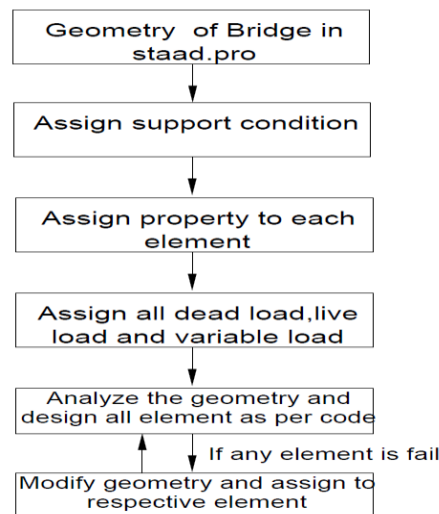 Geometry of Bridge in
staad.pro
Assign support condition
Assign property to each
element
Assign all dead load,live
load and variable load
Analyze the geometry and
design all element as per code
If any element is fail
Modify geometry and assign to
respective element